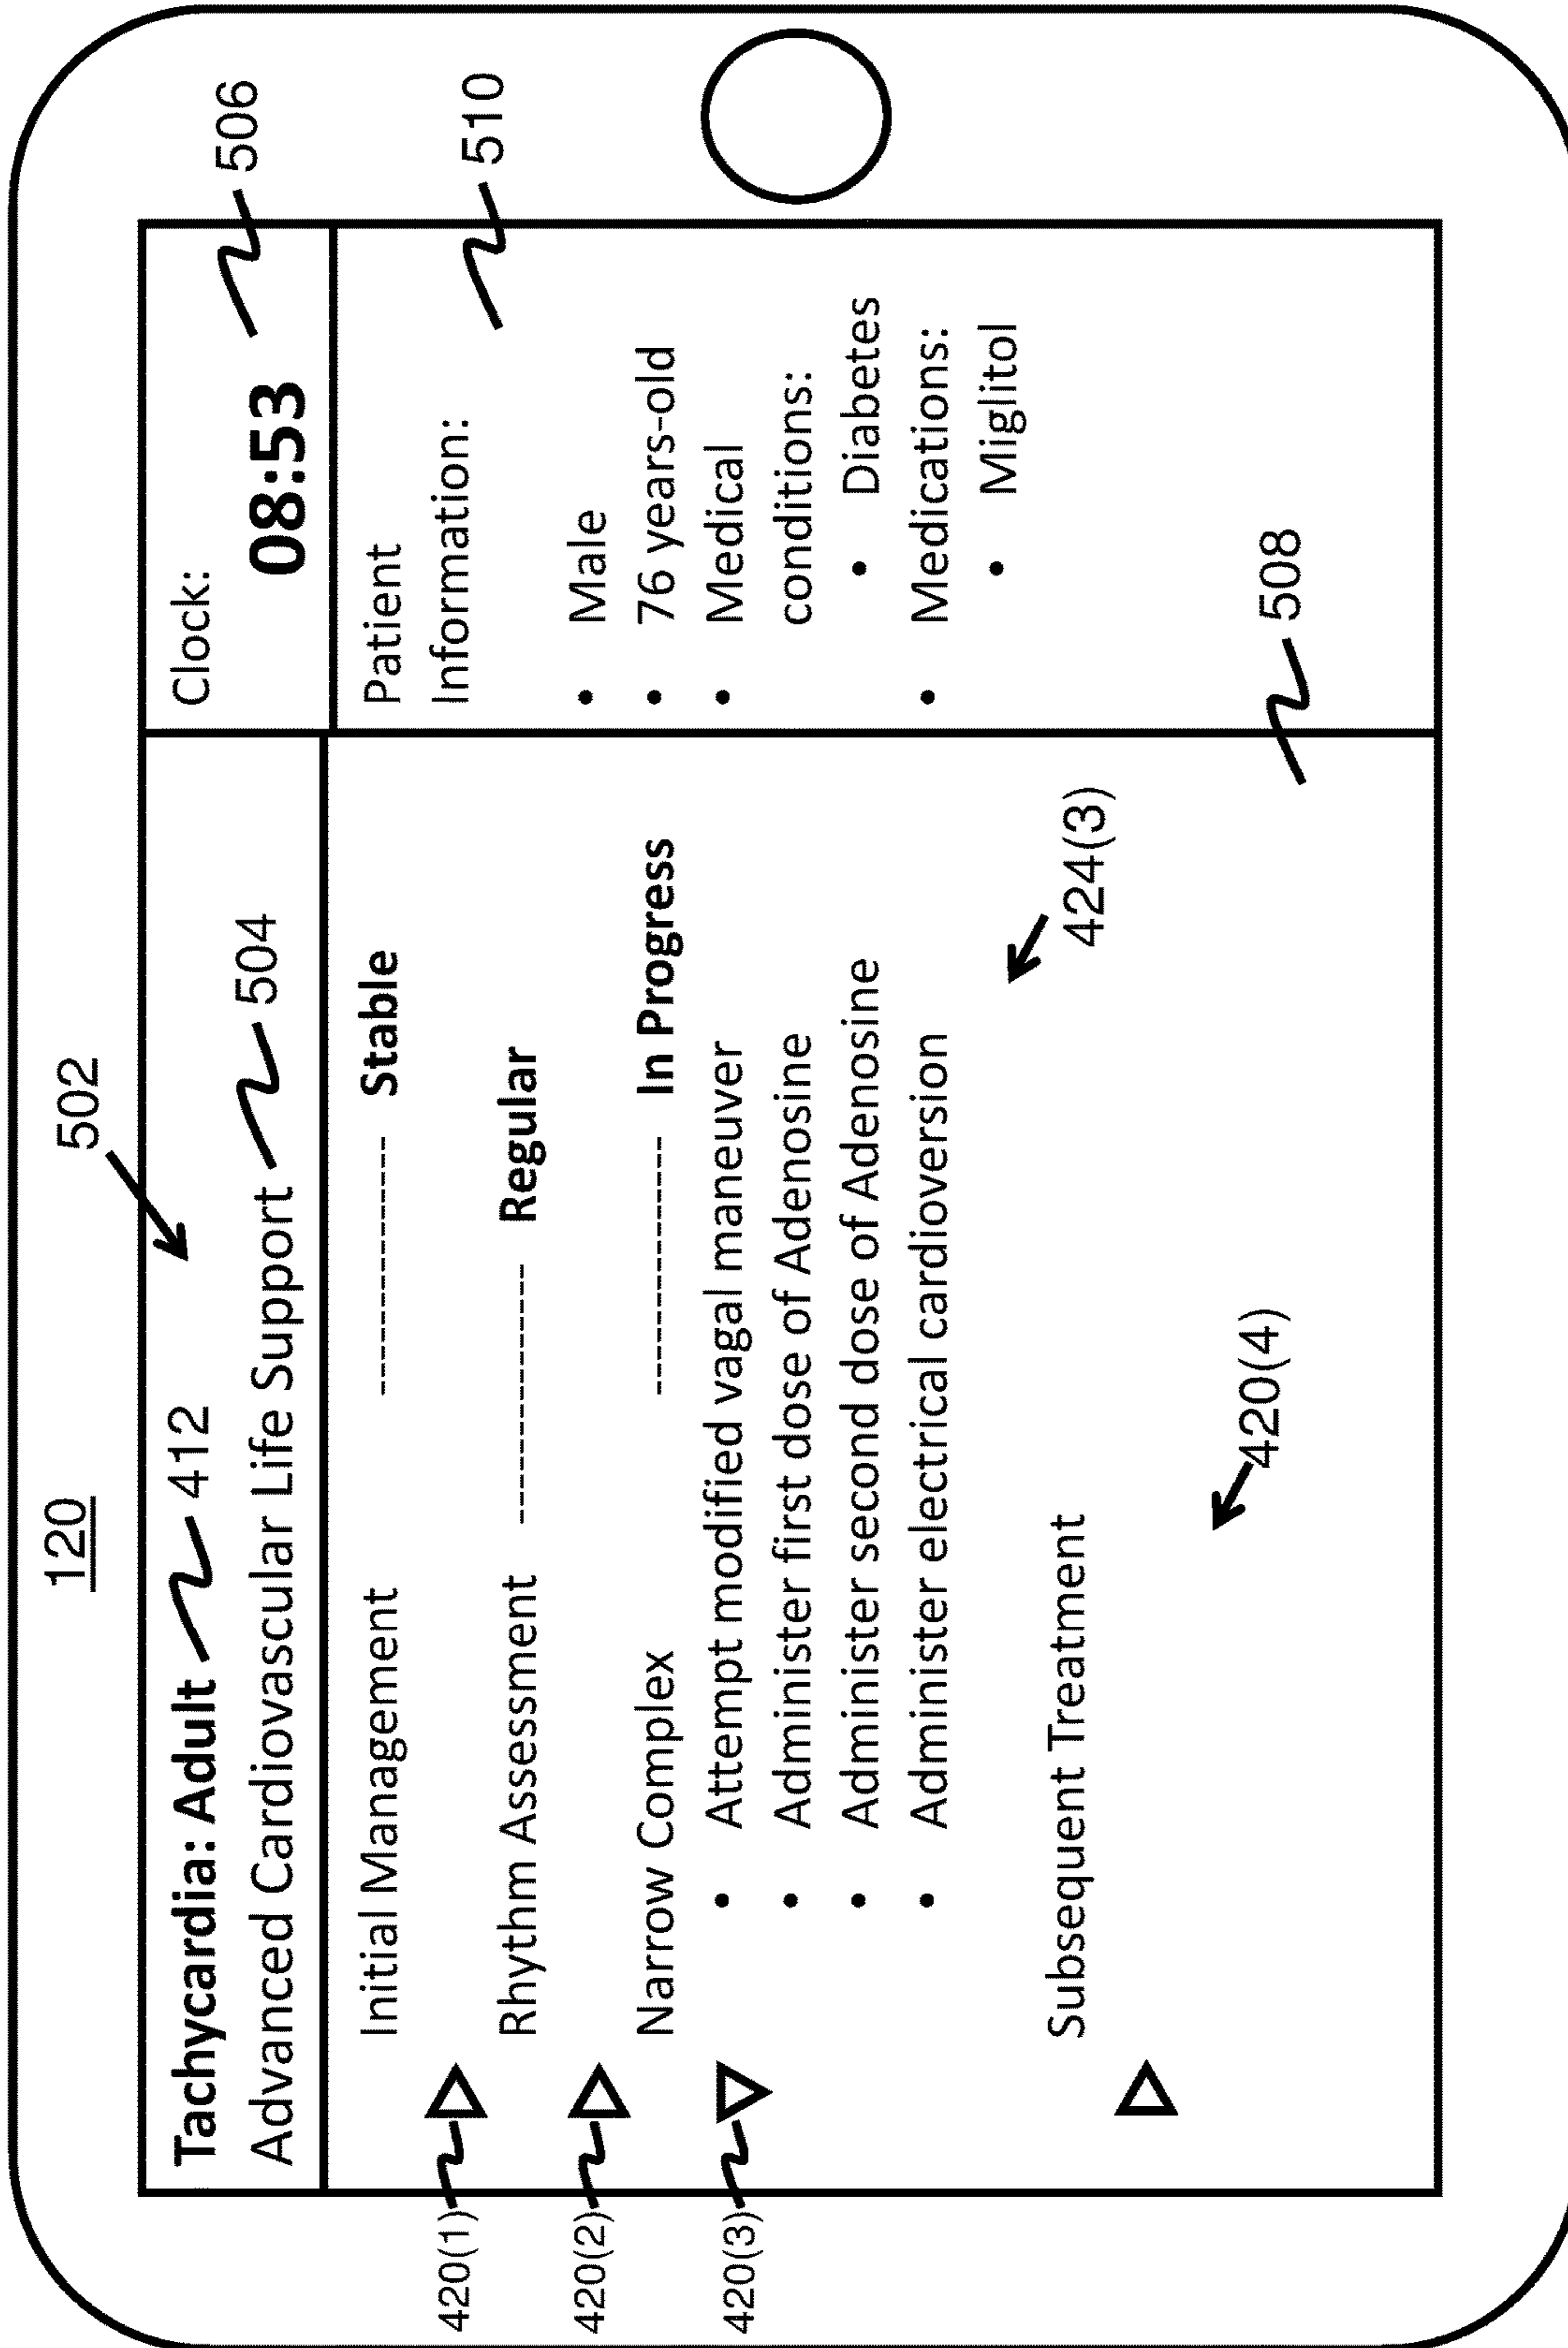 120
502
Tachycardia: Adult 412
Advanced Cardiovascular Life Support 504
Clock:
08:53
506
420(1)
Initial Management ------------- Stable
420(2)
Rhythm Assessment ------------- Regular
420(3)
Narrow Complex ------------- In Progress
• Attempt modified vagal maneuver
• Administer first dose of Adenosine
• Administer second dose of Adenosine
• Administer electrical cardioversion
424(3)
Subsequent Treatment
420(4)
Patient
Information:
510
• Male
• 76 years-old
• Medical
conditions:
• Diabetes
• Medications:
• Miglitol
508